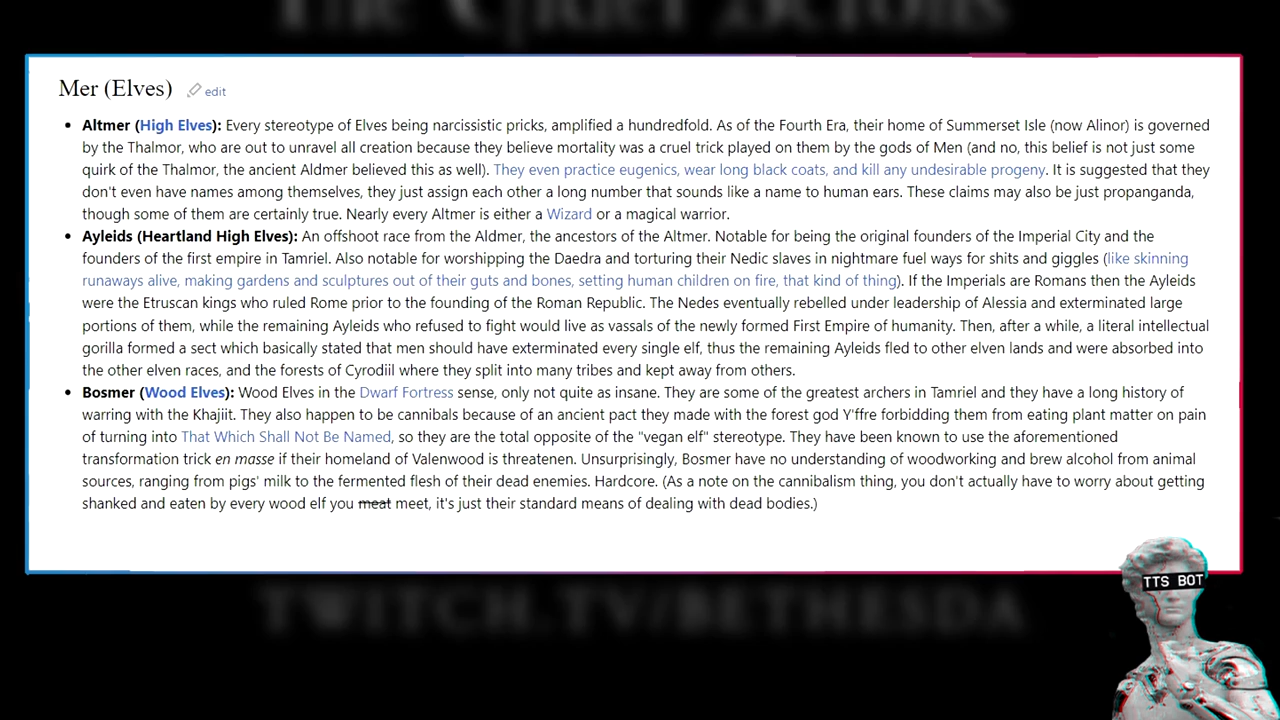 The Elder Scrolls
Mer (Elves) edit
• Altmer (High Elves): Every stereotype of Elves being narcissistic pricks, amplified a hundredfold. As of the Fourth Era, their home of Summerset Isle (now Alinor) is governed
by the Thalmor, who are out to unravel all creation because they believe mortality was a cruel trick played on them by the gods of Men (and no, this belief is not just some
quirk of the Thalmor, the ancient Aldmer believed this as well). They even practice eugenics, wear long black coats, and kill any undesirable progeny. It is suggested that they
don't even have names among themselves, they just assign each other a long number that sounds like a name to human ears. These claims may also be just propganda,
though some of them are certainly true. Nearly every Altmer is either a Wizard or a magical warrior.
• Ayleids (Heartland High Elves): An offshoot race from the Aldmer, the ancestors of the Altmer. Notable for being the original founders of the Imperial City and the
founders of the first empire in Tamriel. Also notable for worshipping the Daedra and torturing their Nedic slaves in nightmare fuel ways for shits and giggles (like skinning
runaways alive, making gardens and sculptures out of their guts and bones, setting human children on fire, that kind of thing). If the Imperials are Romans then the Ayleids
were the Etruscan kings who ruled Rome prior to the founding of the Roman Republic. The Nedes eventually rebelled under leadership of Alessia and exterminated large
portions of them, while the remaining Ayleids who refused to fight would live as vassals of the newly formed First Empire of humanity. Then, after a while, a literal intellectual
gorilla formed a sect which basically stated that men should have exterminated every single elf, thus the remaining Ayleids fled to other elven lands and were absorbed into
the other elven races, and the forests of Cyrodiil where they split into many tribes and kept away from others.
• Bosmer (Wood Elves): Wood Elves in the Dwarf Fortress sense, only not quite as insane. They are some of the greatest archers in Tamriel and they have a long history of
warring with the Khajiit. They also happen to be cannibals because of an ancient pact they made with the forest god Y'ffre forbidding them from eating plant matter on pain
of turning into That Which Shall Not Be Named, so they are the total opposite of the "vegan elf" stereotype. They have been known to use the aforementioned
transformation trick en masse if their homeland of Valenwood is threatenen. Unsurprisingly, Bosmer have no understanding of woodworking and brew alcohol from animal
sources, ranging from pigs' milk to the fermented flesh of their dead enemies. Hardcore. (As a note on the cannibalism thing, you don't actually have to worry about getting
shanked and eaten by every wood elf you meat meet, it's just their standard means of dealing with dead bodies.)
TTS BOT
TWITCH.TV/BETHESDA